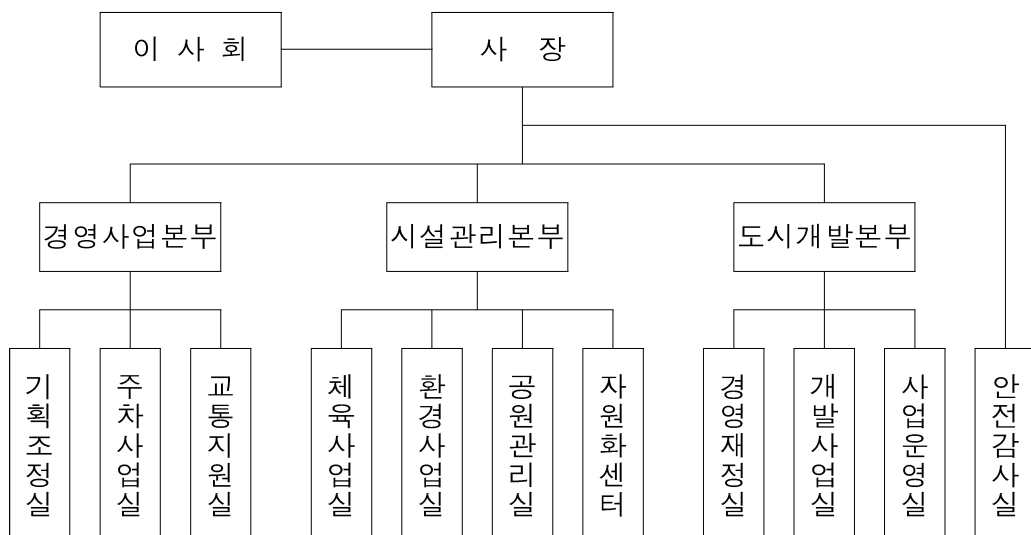 이 사 회
사 장
경영사업본부
시설관리본부
도시개발본부
기획조정실
주차사업실
교통지원실
체육사업실
환경사업실
공원관리실
자원화센터
경영재정실
개발사업실
사업운영실
안전감사실